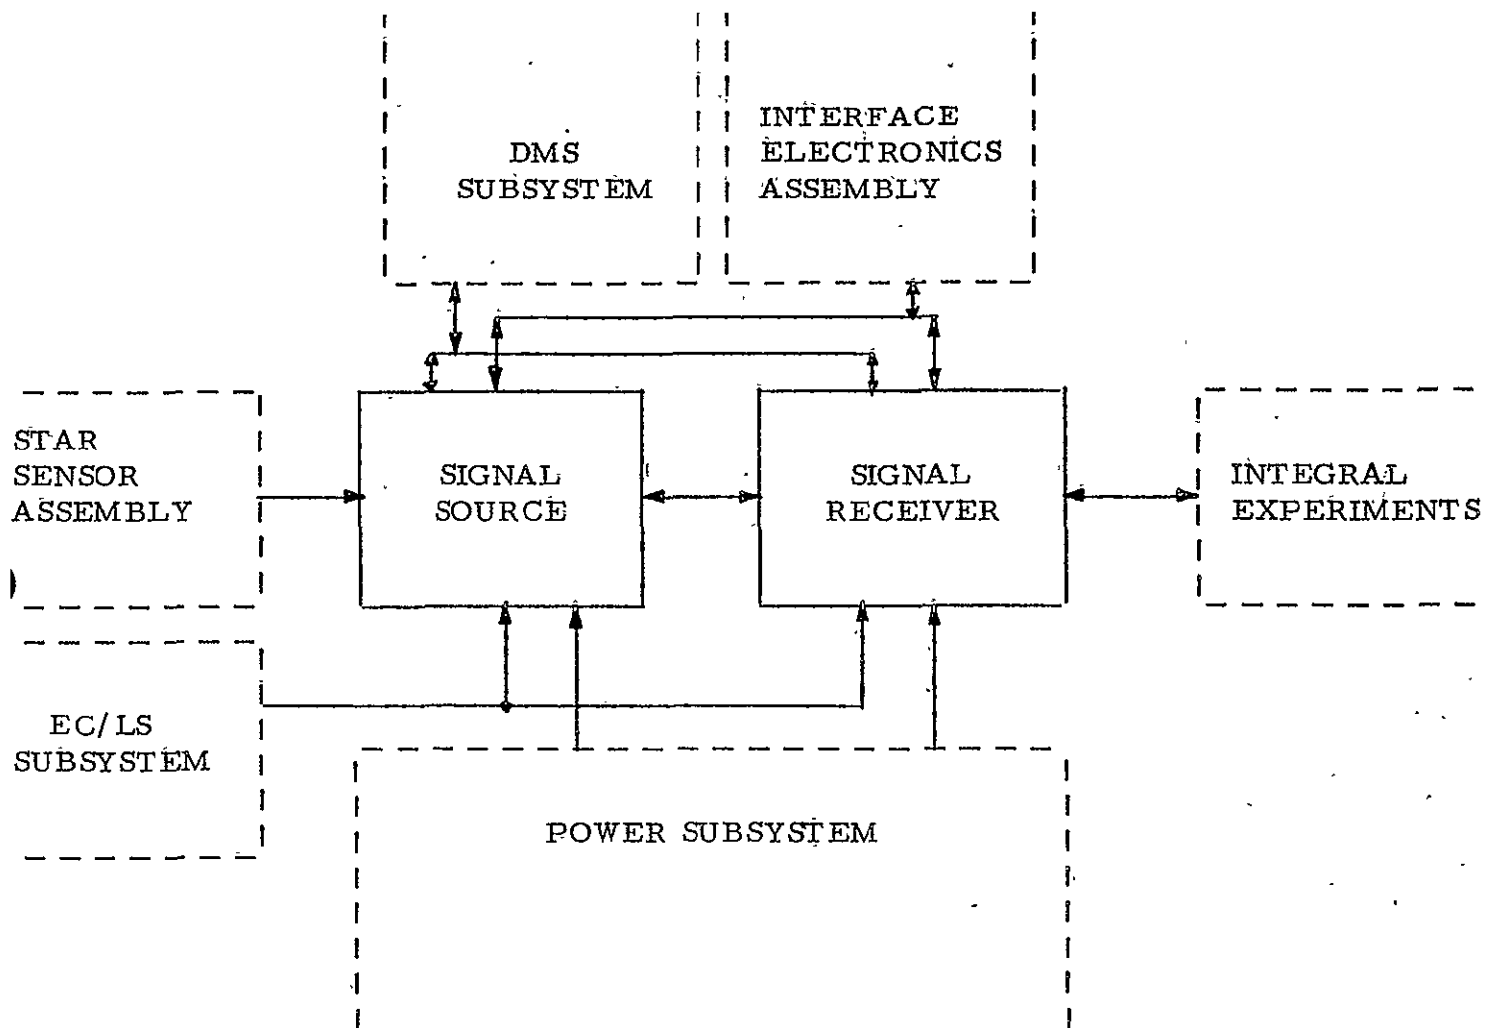 DMS
SUBSYSTEM
INTERFACE
ELECTRONICS
ASSEMBLY
STAR
SENSOR
ASSEMBLY
SIGNAL
SOURCE
SIGNAL
RECEIVER
INTEGRAL
EXPERIMENTS
EC/LS
SUBSYSTEM
POWER SUBSYSTEM